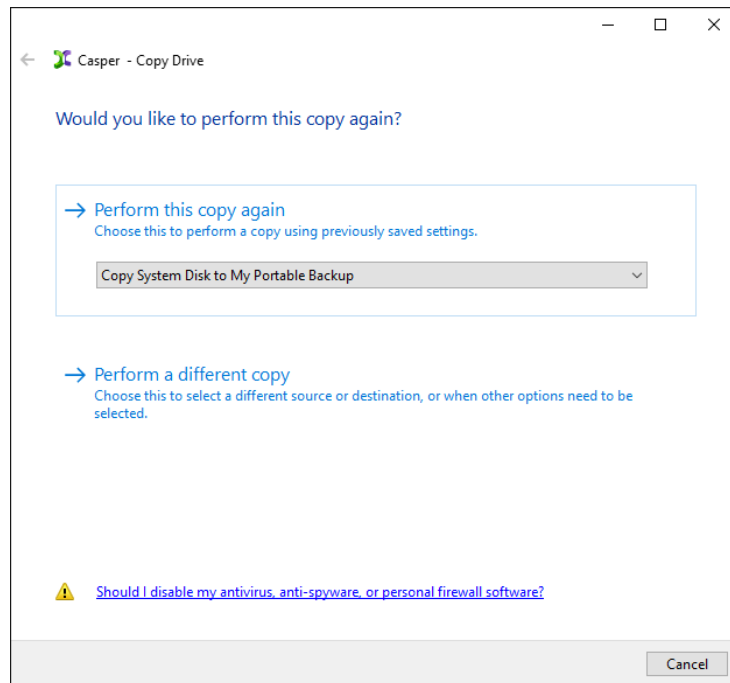 Casper - Copy Drive
Would you like to perform this copy again?
Perform this copy again
Choose this to perform a copy using previously saved settings.
Copy System Disk to My Portable Backup
Perform a different copy
Choose this to select a different source or destination, or when other options need to be
selected.
Should I disable my antivirus, anti-spyware, or personal firewall software?
Cancel